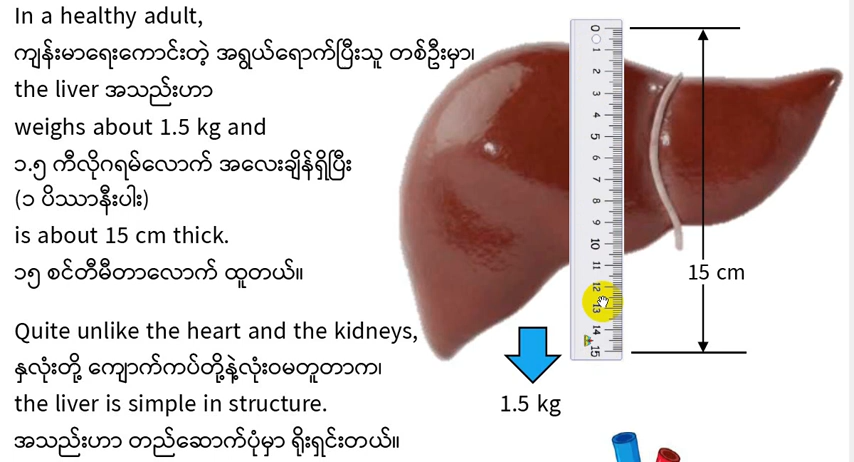 In a healthy adult,
ကျန်းမာရေးကောင်းတဲ့ အရွယ်ရောက်ပြီးသူ တစ်ဦးမှာ၊
the liver အသည်းဟာ
weighs about 1.5 kg and
၁.၅ ကီလိုဂရမ်လောက် အလေးချိန်ရှိပြီး
(၁ ပိဿာနီးပါး)
is about 15 cm thick.
၁၅ စင်တီမီတာလောက် ထူတယ်။
Quite unlike the heart and the kidneys,
နှလုံးတို့ ကျောက်ကပ်တို့နဲ့လုံးဝမတူတာက၊
the liver is simple in structure.
အသည်းဟာ တည်ဆောက်ပုံမှာ ရိုးရှင်းတယ်။
0
1
2
3
4
5
6
7
8
9
10
11
12
13
14
15
15 cm
1.5 kg